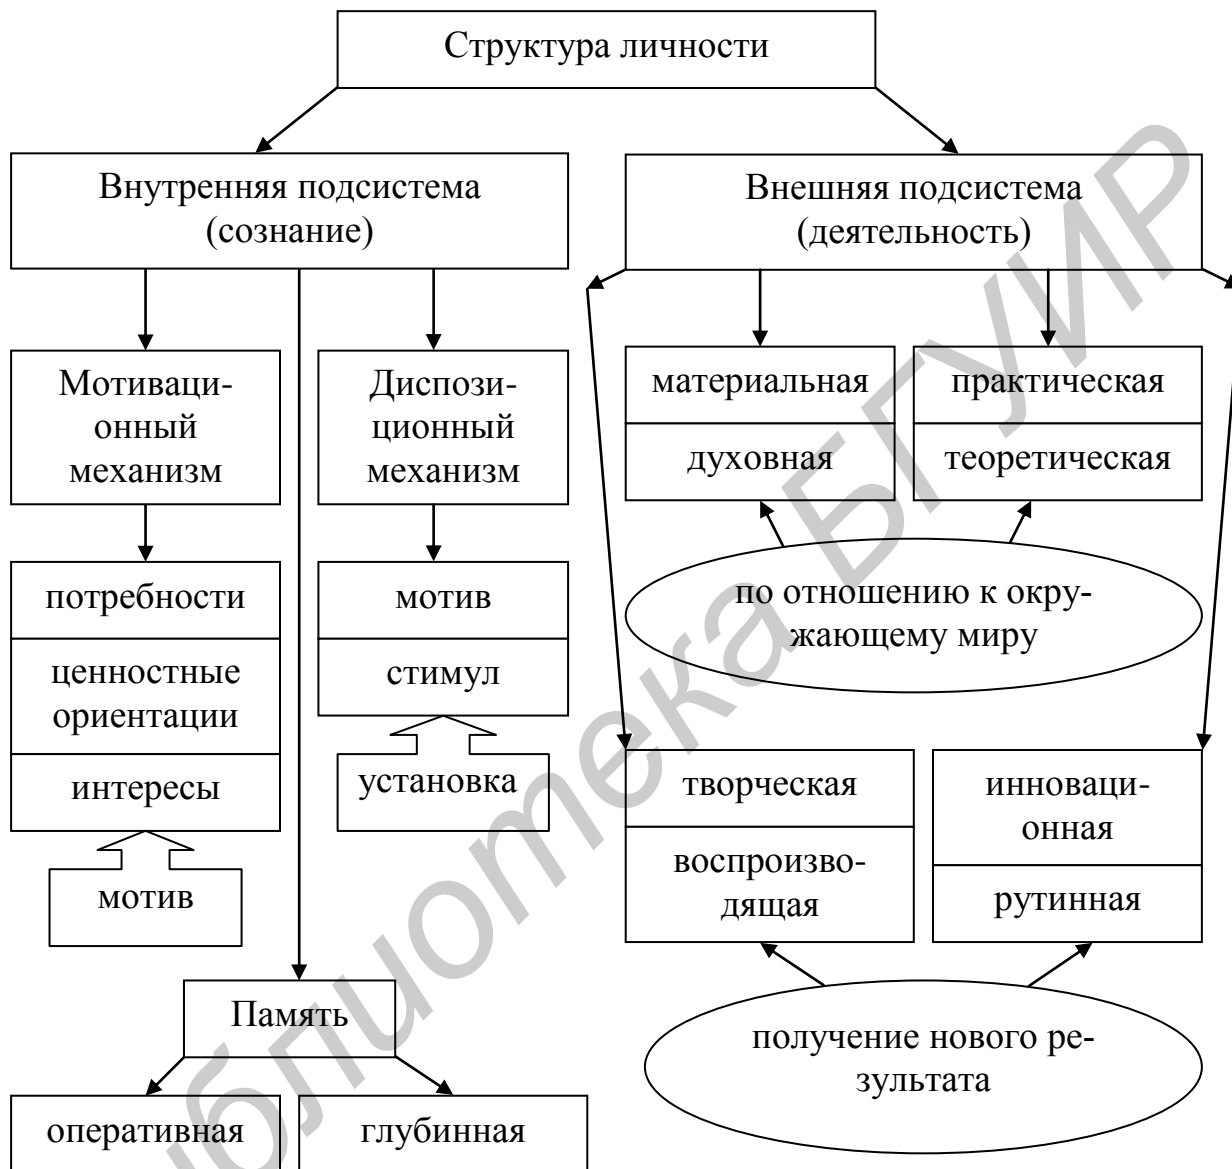 Структура личности
Внутренняя подсистема
(сознание)
Внешняя подсистема
(деятельность)
Мотиваци-
онный
механизм
Диспози-
ционный
механизм
материальная
духовная
практическая
теоретическая
потребности
ценностные
ориентации
интересы
мотив
мотив
стимул
установка
по отношению к окру-
жающему миру
творческая
воспроизво-
дящая
инноваци-
онная
рутинная
получение нового ре-
зультата
Память
оперативная
глубинная
блиотека БГУИР